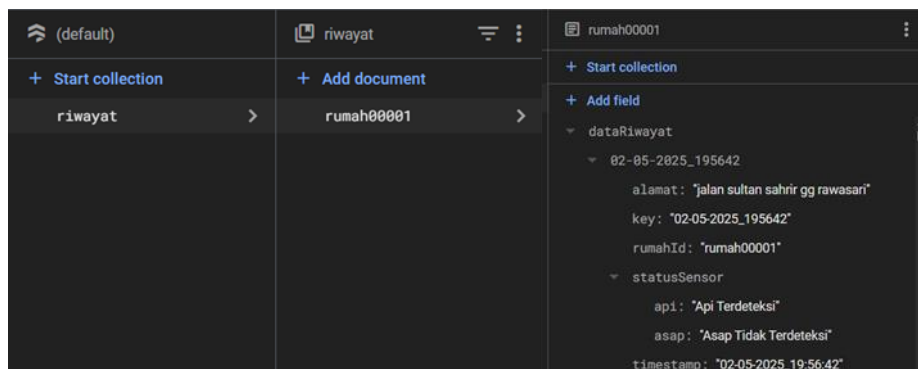 (default)
+ Start collection
riwayat
riwayat
+ Add document
rumah00001
rumah00001
+ Start collection
+ Add field
dataRiwayat
02-05-2025_195642
alamat: "jalan sultan sahrir gg rawasari"
key: "02-05-2025_195642"
rumahId: "rumah00001"
statusSensor
api: "Api Terdeteksi"
asap: "Asap Tidak Terdeteksi"
timestamp: "02-05-2025_19:56:42"